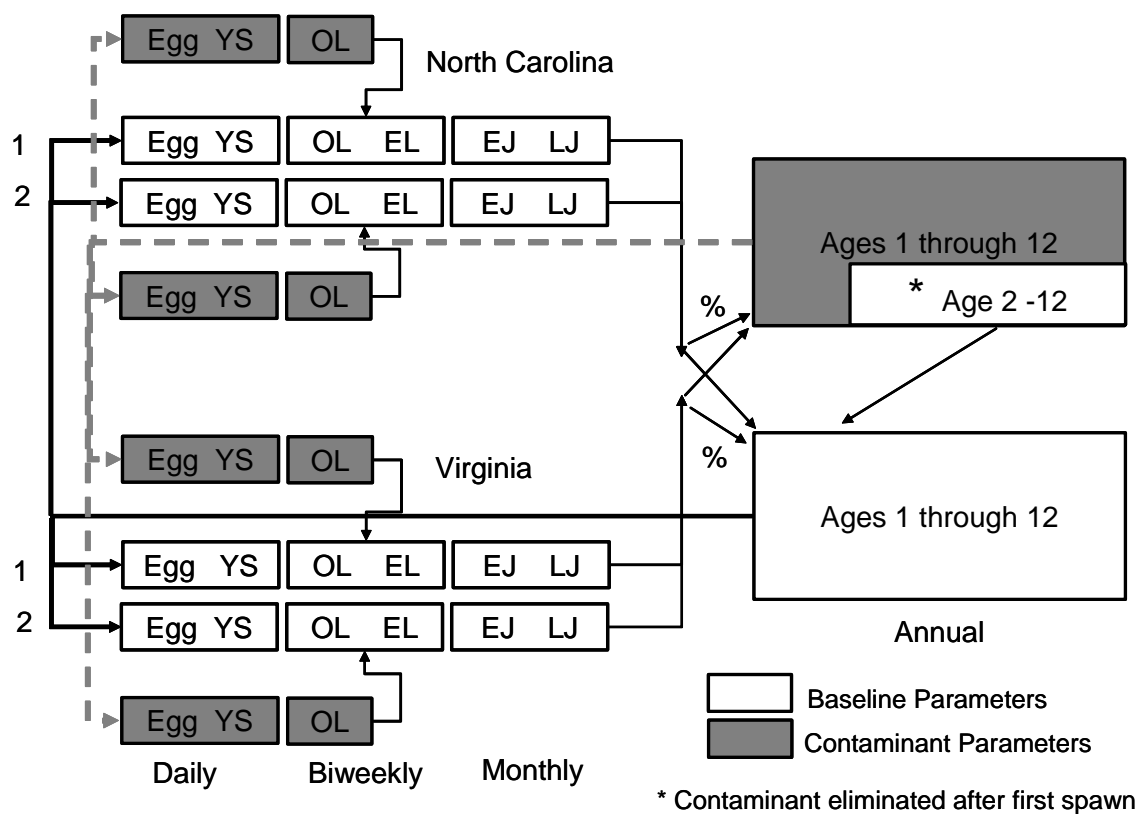 Egg YS OL
North Carolina
1 Egg YS OL EL EJ LJ
2 Egg YS OL EL EJ LJ
Egg YS OL
Ages 1 through 12
* Age 2 -12
%
%
Egg YS OL
Virginia
Ages 1 through 12
1 Egg YS OL EL EJ LJ
2 Egg YS OL EL EJ LJ
Annual
Egg YS OL
Baseline Parameters
Contaminant Parameters
Daily Biweekly Monthly
* Contaminant eliminated after first spawn